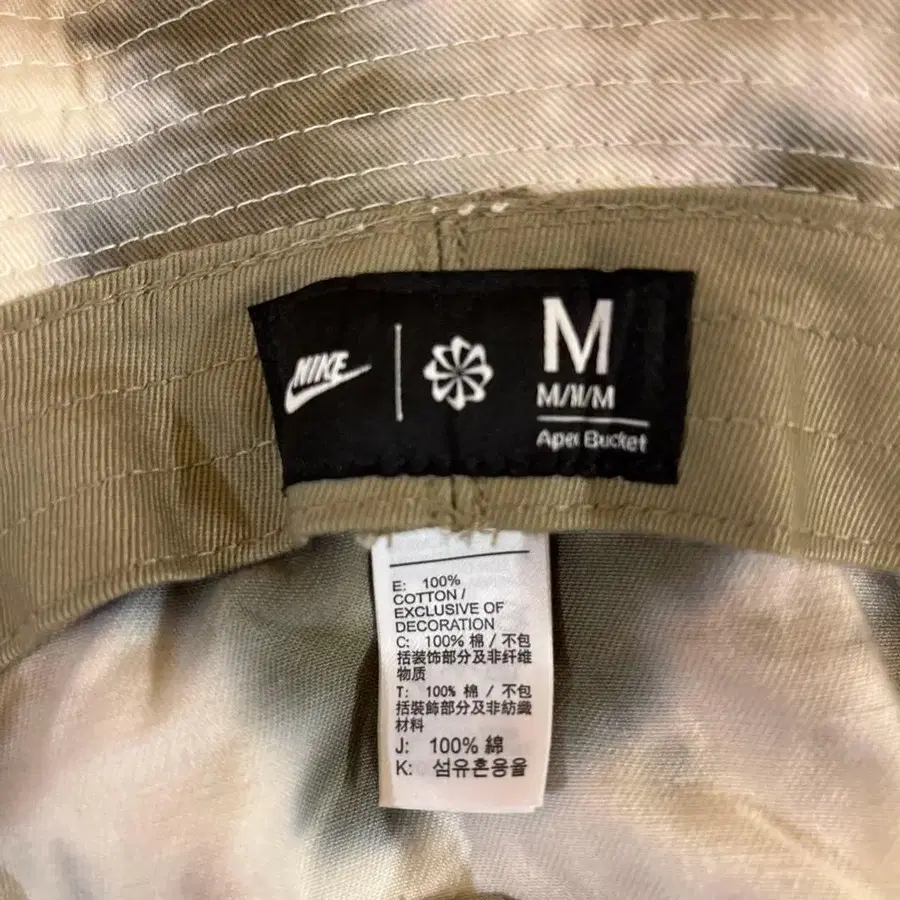 NIKE
M
M/M/M
Apex Bucket
E: 100%
COTTON /
EXCLUSIVE OF
DECORATION
C: 100% 棉 / 不包
括装饰部分及非纤维
物质
T: 100% 棉 / 不包
括裝飾部分及非紡織
材料
J: 100% 綿
K: 섬유혼용율